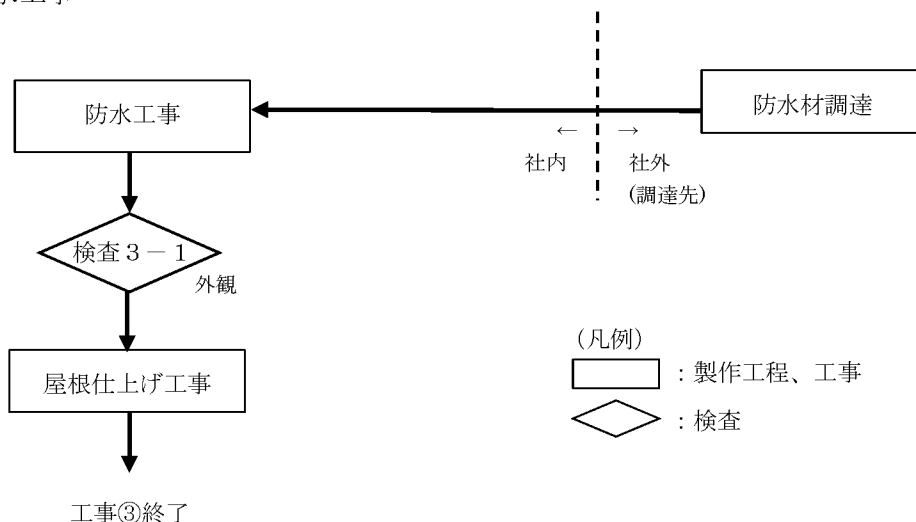 防水工事
防水材調達
← →
社内 社外
(調達先)
検査3-1
外観
屋根仕上げ工事
工事③終了
(凡例)
:製作工程、工事
:検査